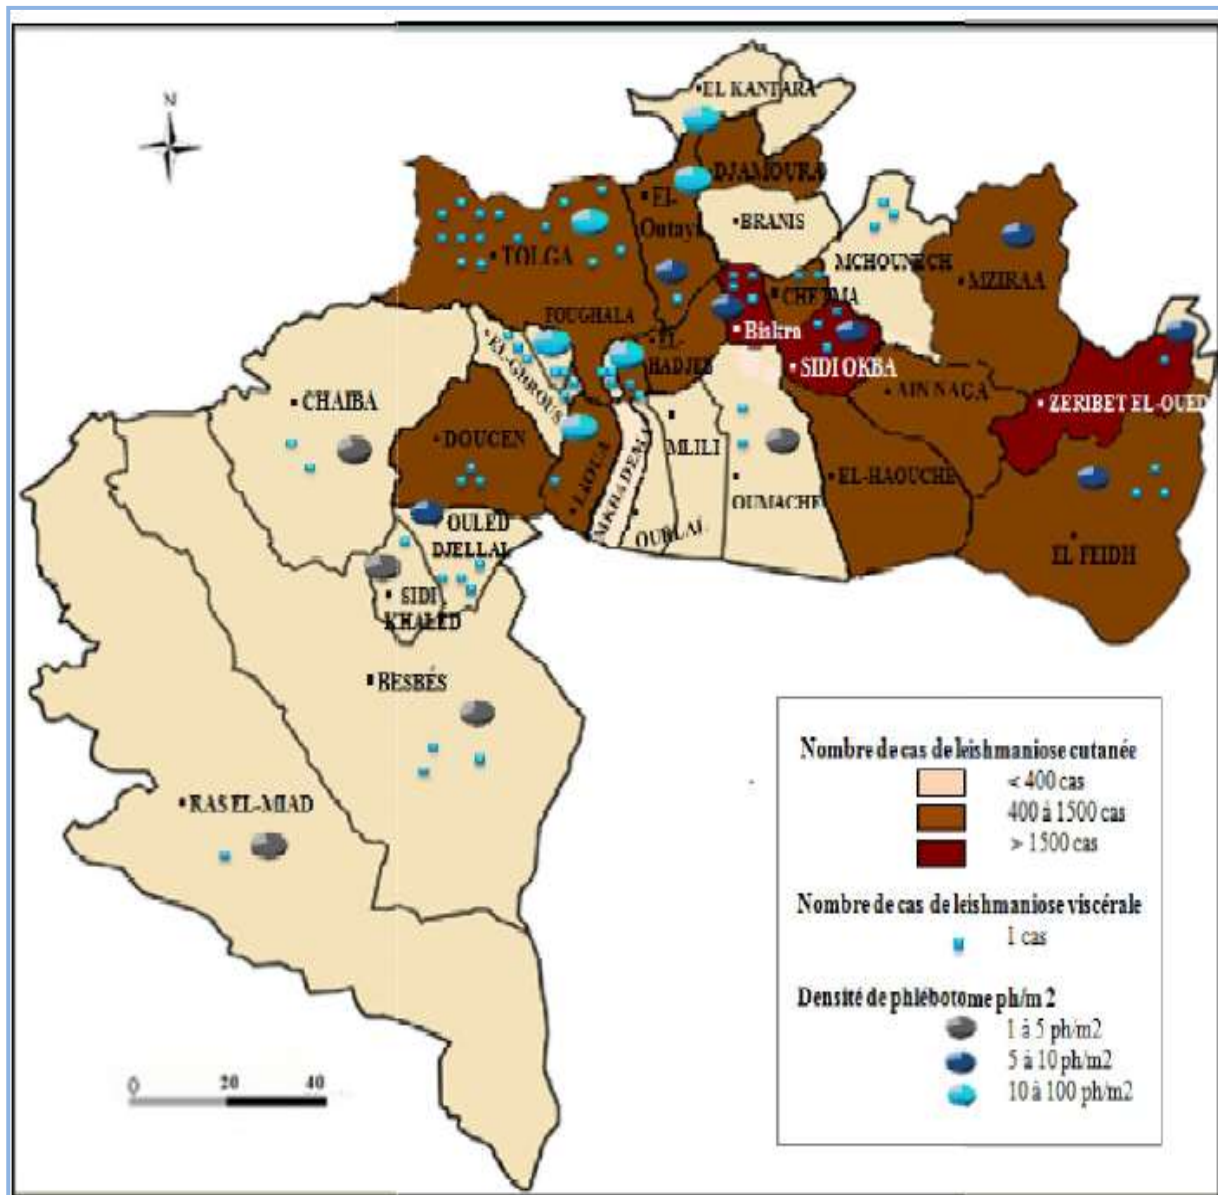 N
EL KANTARA
DJAMOURA
El-
Outaya
BRANIS
MCHOUNECH
TOLGA
MZIRAA
CHETMA
FOUGHALA
Biskra
EL-
HADJEB
EL-GHROUS
SIDI OKBA
AIN NAGA
ZERIBET EL-OUED
CHAIBA
DOUCEN
MLILI
LIOUA
MKHADEMA
OUMACHE
EL-HAOUCHE
OULED
DJELLAL
OURLAL
EL FEIDH
SIDI
KHALED
BESBÉS
RAS EL-MIAD
0 20 40
Nombre de cas de leishmaniose cutanée
< 400 cas
400 à 1500 cas
> 1500 cas
Nombre de cas de leishmaniose viscérale
1 cas
Densité de phlébotome ph/m 2
1 à 5 ph/m2
5 à 10 ph/m2
10 à 100 ph/m2